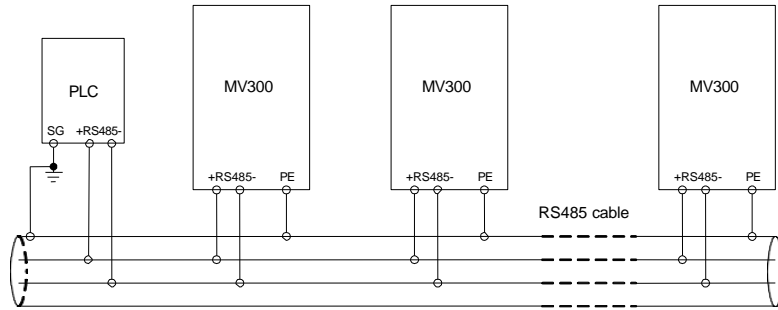 MV300
MV300
MV300
PLC
SG +RS485-
+RS485- PE
+RS485- PE
+RS485- PE
RS485 cable